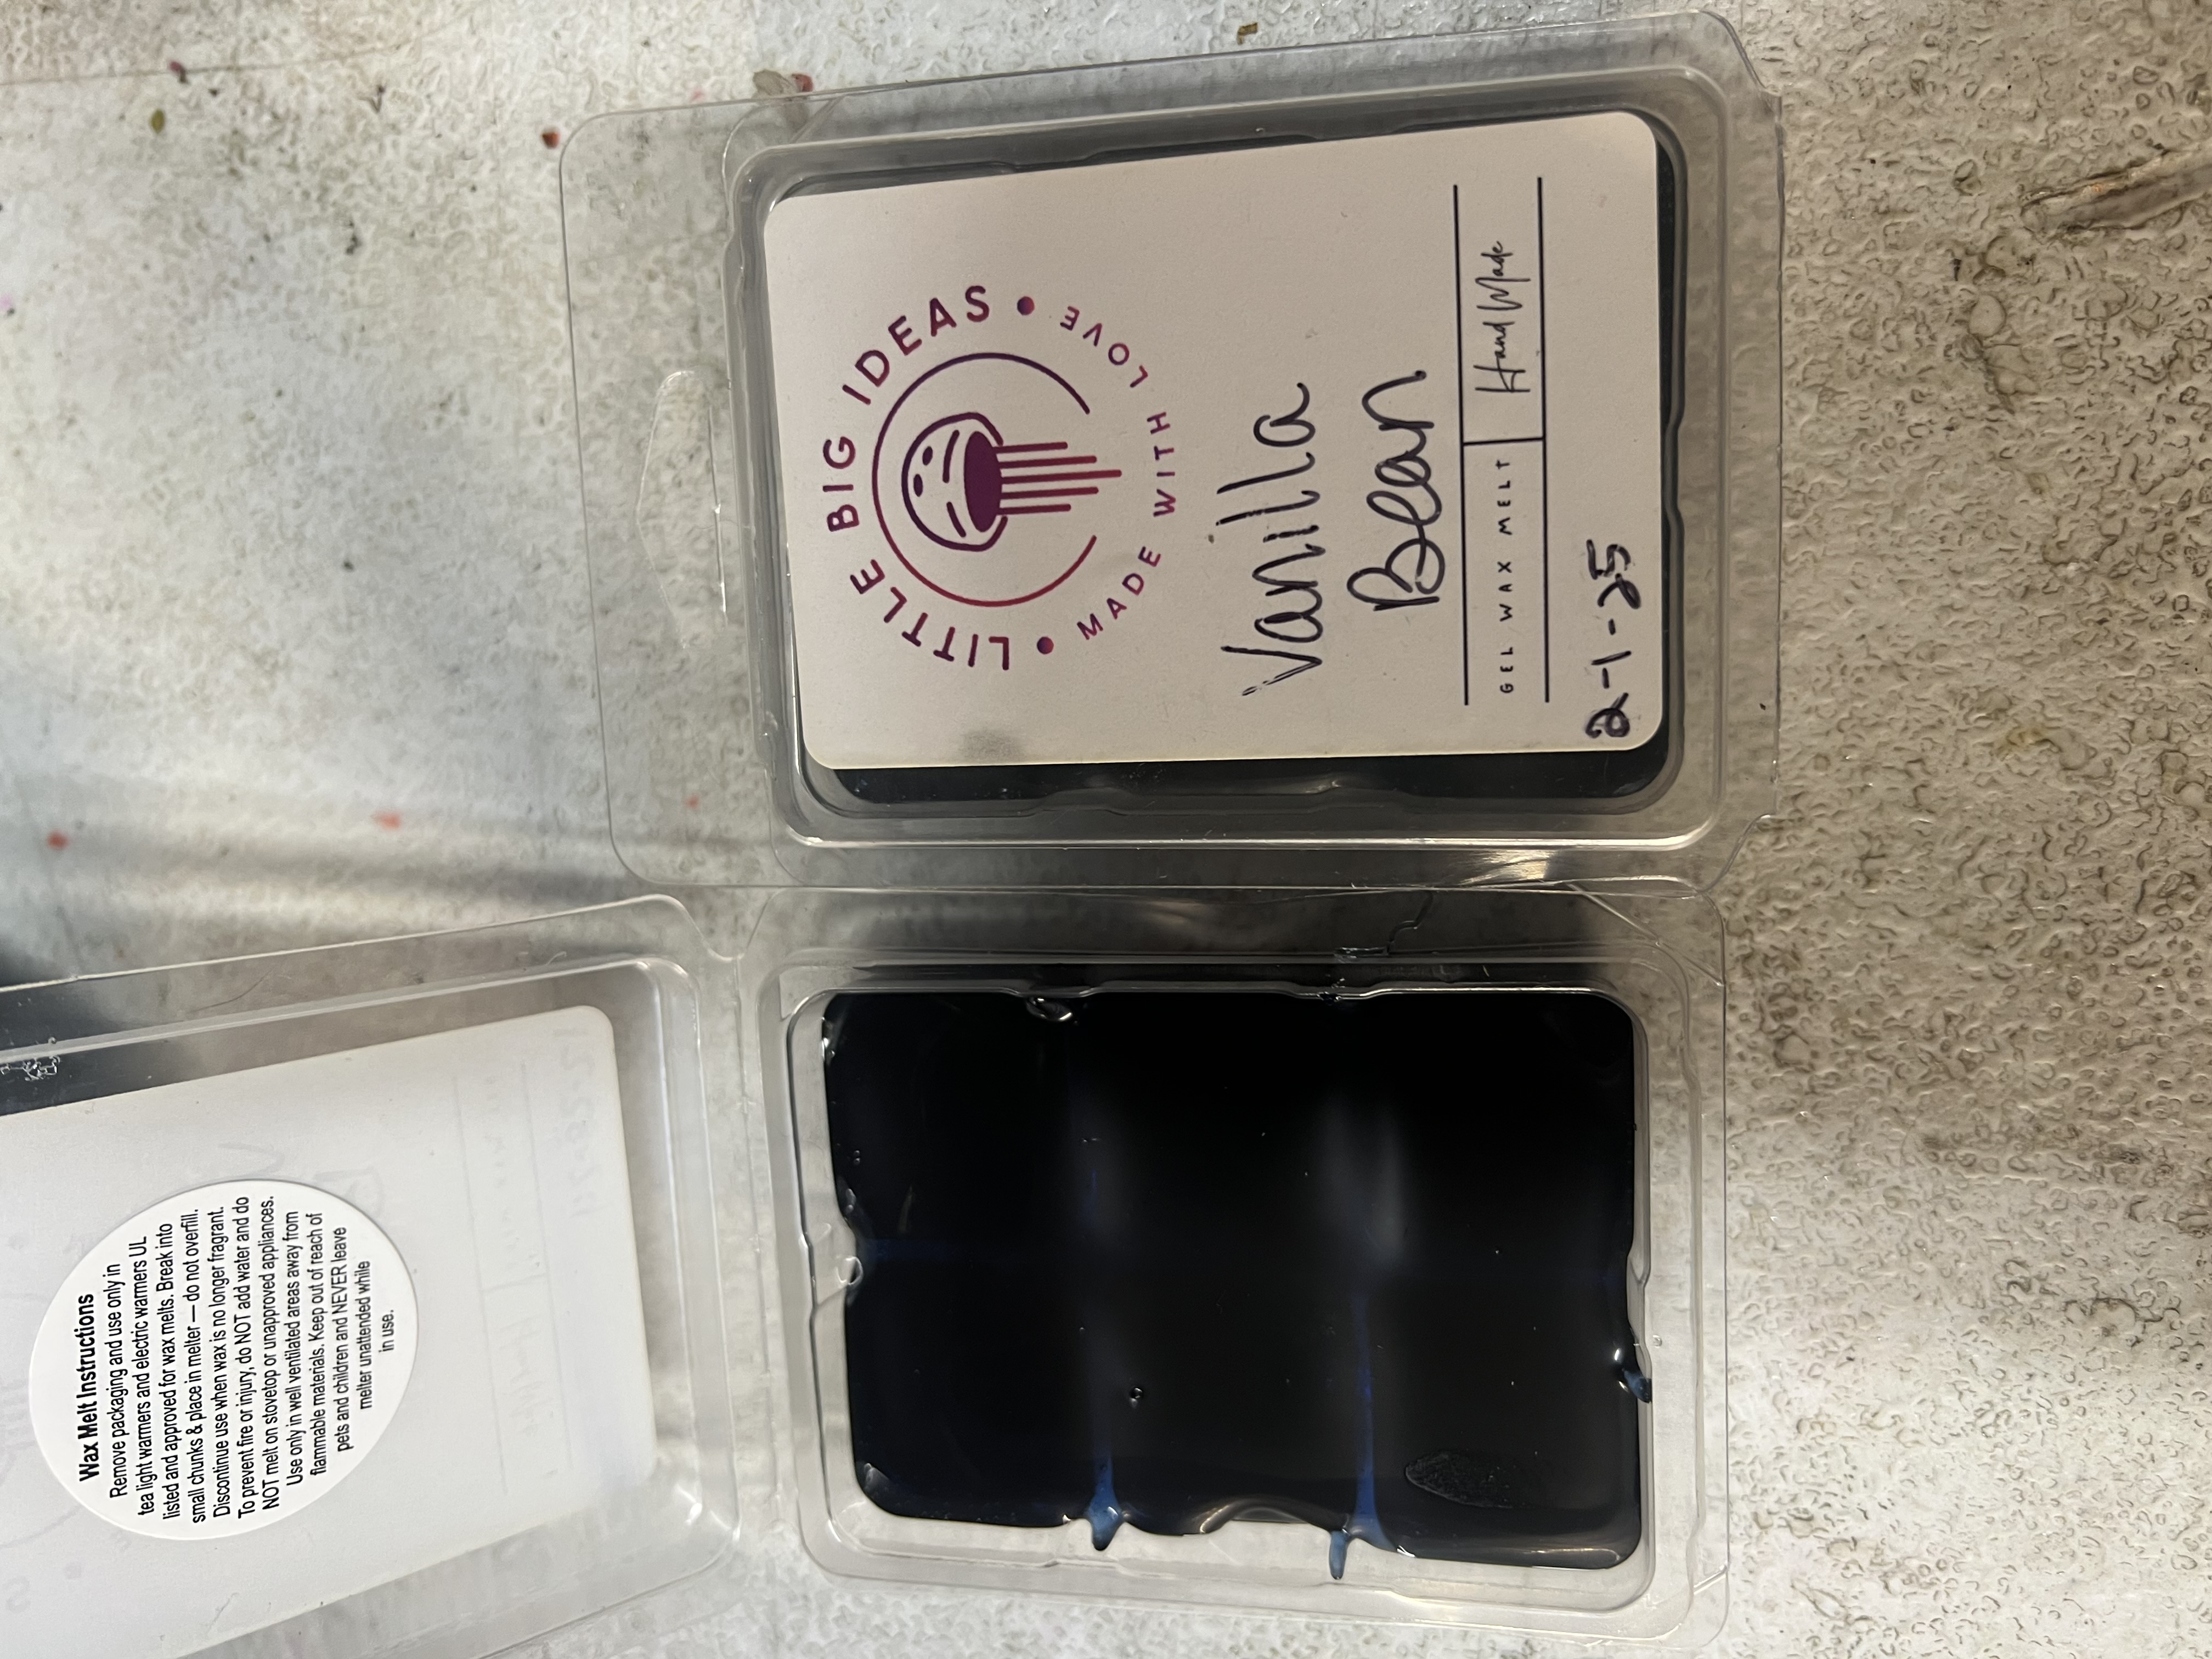 LITTLE BIG IDEAS
MADE WITH LOVE
Vanilla
Bean
GEL WAX MELT
Hand Made
2-1-25
Wax Melt Instructions
Remove packaging and use only in
tea light warmers and electric warmers UL
listed and approved for wax melts. Break into
small chunks & place in melter — do not overfill.
Discontinue use when wax is no longer fragrant.
To prevent fire or injury, do NOT add water and do
NOT melt on stovetop or unapproved appliances.
Use only in well ventilated areas away from
flammable materials. Keep out of reach of
pets and children and NEVER leave
melter unattended while
in use.